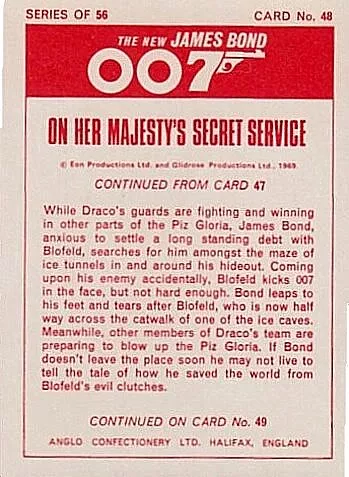 SERIES OF 56 CARD No. 48
THE NEW JAMES BOND
007
ON HER MAJESTY'S SECRET SERVICE
© Eon Productions Ltd. and Glidrose Productions Ltd., 1969.
CONTINUED FROM CARD 47
While Draco's guards are fighting and winning
in other parts of the Piz Gloria, James Bond,
anxious to settle a long standing debt with
Blofeld, searches for him amongst the maze of
ice tunnels in and around his hideout. Coming
upon his enemy accidentally, Blofeld kicks 007
in the face, but not hard enough. Bond leaps to
his feet and tears after Blofeld, who is now half
way across the catwalk of one of the ice caves.
Meanwhile, other members of Draco's team are
preparing to blow up the Piz Gloria. If Bond
doesn't leave the place soon he may not live to
tell the tale of how he saved the world from
Blofeld's evil clutches.
CONTINUED ON CARD No. 49
ANGLO CONFECTIONERY LTD. HALIFAX, ENGLAND